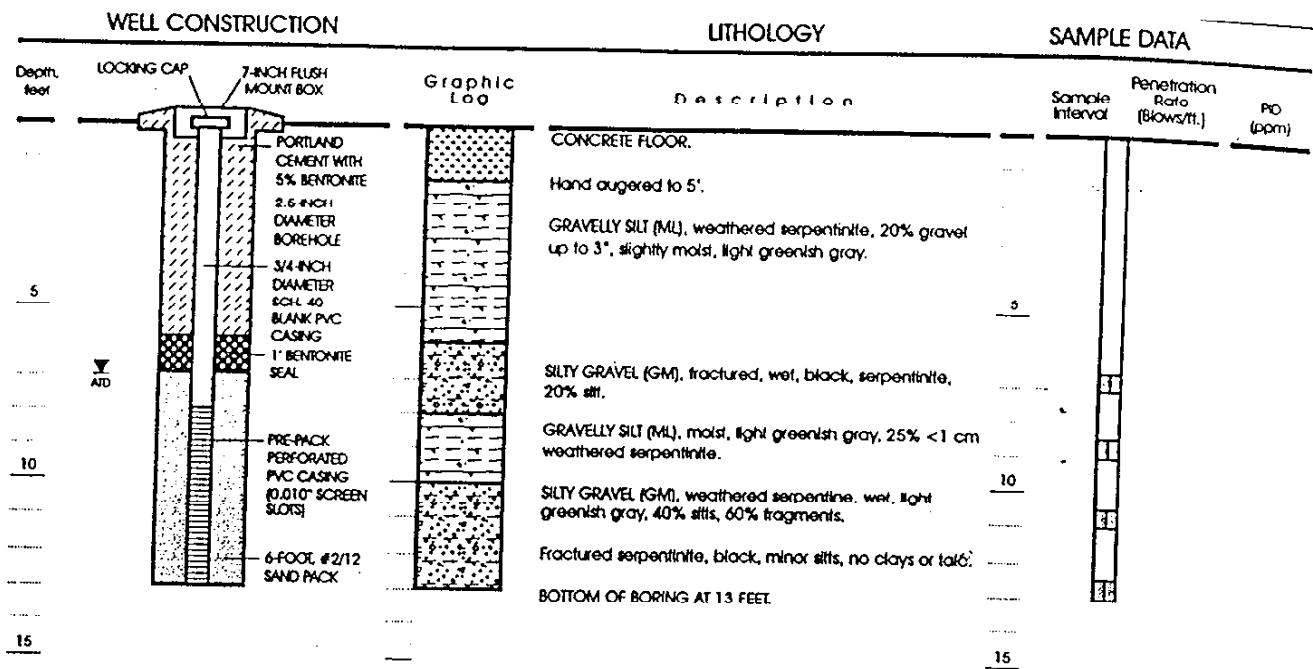 WELL CONSTRUCTION
LITHOLOGY
SAMPLE DATA
Depth,
feet
LOCKING CAP
7-INCH FLUSH
MOUNT BOX
Graphic
Log
Description
Sample
Interval
Penetration
Rate
(Blows/ft.)
PID
(ppm)
PORTLAND
CEMENT WITH
5% BENTONITE
2.5-INCH
DIAMETER
BOREHOLE
3/4-INCH
DIAMETER
SCH. 40
BLANK PVC
CASING
1' BENTONITE
SEAL
PRE-PACK
PERFORATED
PVC CASING
(0.010" SCREEN
SLOTS)
6-FOOT, #2/12
SAND PACK
5
ATD
10
15
CONCRETE FLOOR.
Hand augered to 5'.
GRAVELLY SILT (ML), weathered serpentinite, 20% gravel
up to 3", slightly moist, light greenish gray.
SILTY GRAVEL (GM), fractured, wet, black, serpentinite,
20% silt.
GRAVELLY SILT (ML), moist, light greenish gray, 25% <1 cm
weathered serpentinite.
SILTY GRAVEL (GM), weathered serpentine, wet, light
greenish gray, 40% silts, 60% fragments.
Fractured serpentinite, black, minor silts, no clays or
BOTTOM OF BORING AT 13 FEET.
5
10
15